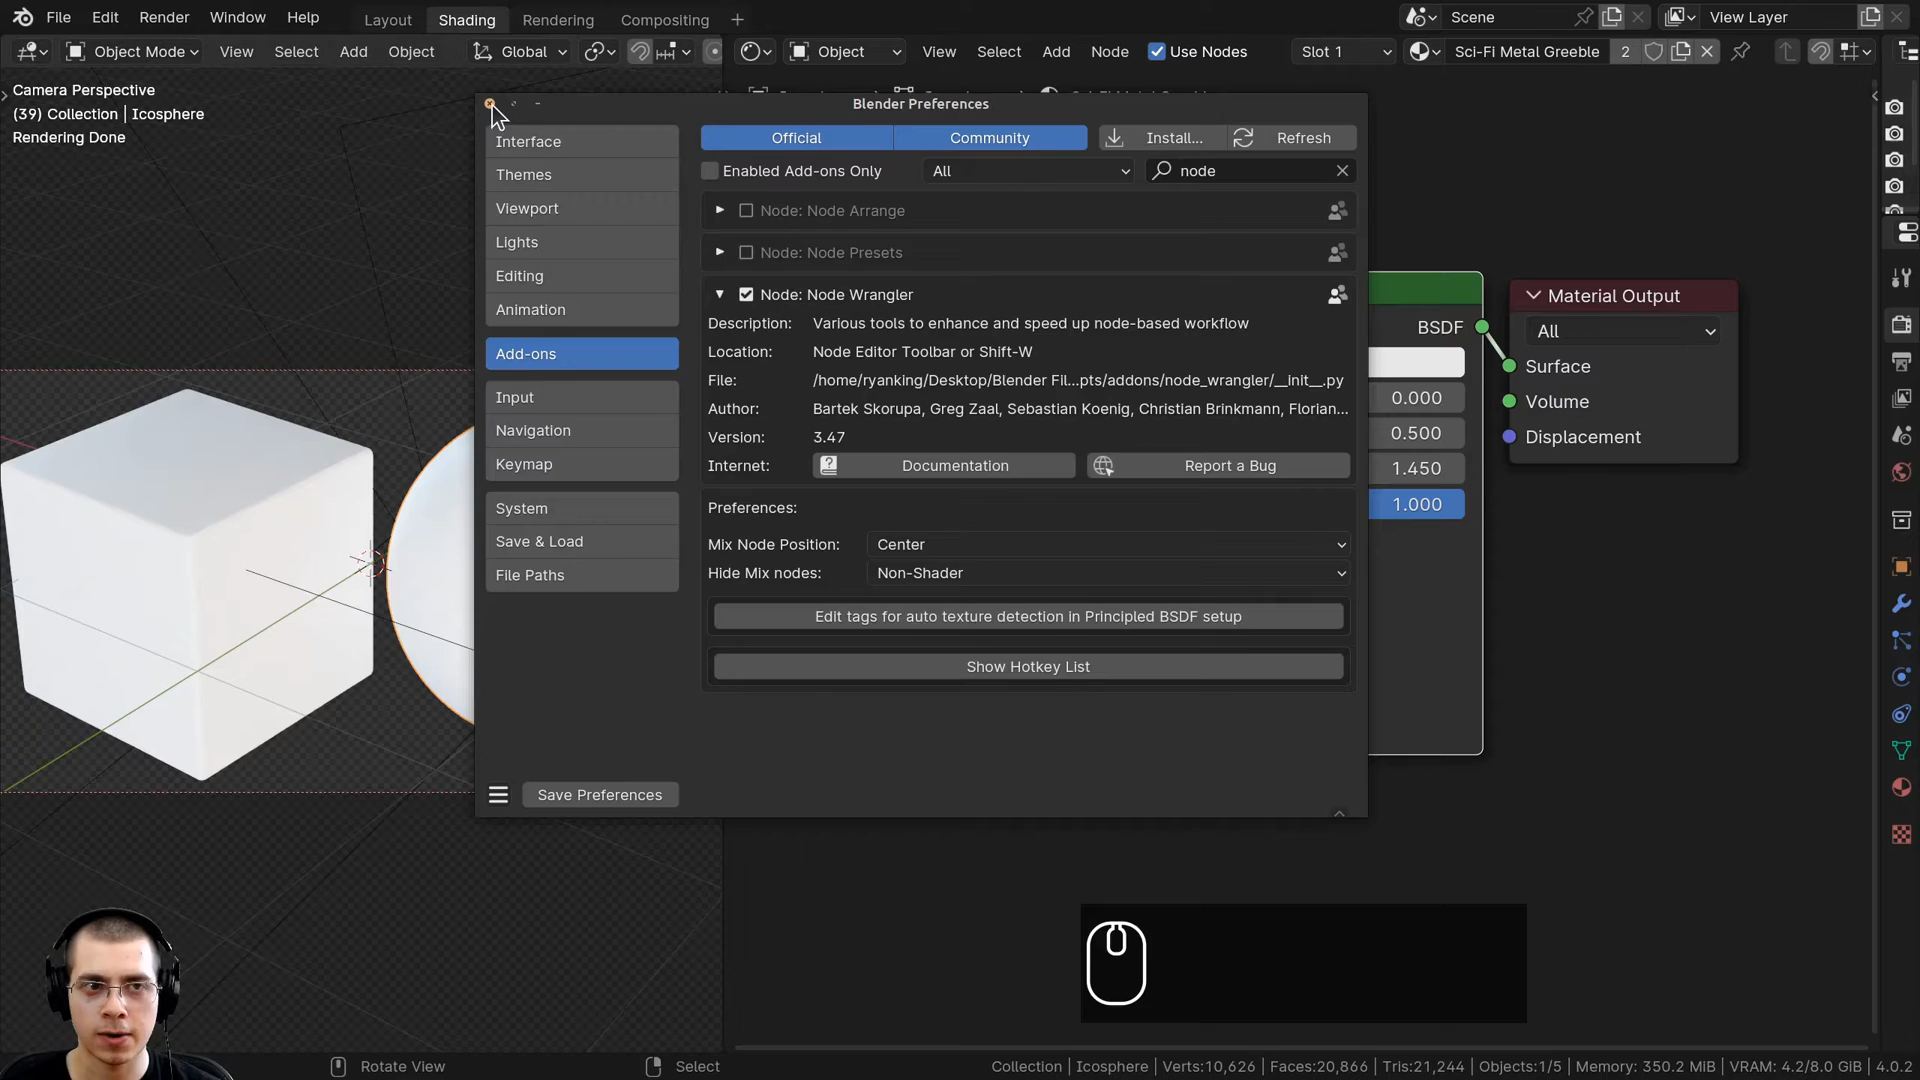 File Edit Render Window Help Layout Shading Rendering Compositing + Scene View Layer
Object Mode View Select Add Object Global Object View Select Add Node Use Nodes Slot 1 Sci-Fi Metal Greeble 2
Camera Perspective
(39) Collection | Icosphere
Rendering Done
Blender Preferences
Interface
Themes
Viewport
Lights
Editing
Animation
Add-ons
Input
Navigation
Keymap
System
Save & Load
File Paths
Save Preferences
Official Community Install... Refresh
Enabled Add-ons Only All node
Node: Node Arrange
Node: Node Presets
Node: Node Wrangler
Description: Various tools to enhance and speed up node-based workflow
Location: Node Editor Toolbar or Shift-W
File: /home/ryanking/Desktop/Blender Fil...pts/addons/node_wrangler/__init__.py
Author: Bartek Skorupa, Greg Zaal, Sebastian Koenig, Christian Brinkmann, Florian...
Version: 3.47
Internet: Documentation Report a Bug
Preferences:
Mix Node Position: Center
Hide Mix nodes: Non-Shader
Edit tags for auto texture detection in Principled BSDF setup
Show Hotkey List
BSDF
0.000
0.500
1.450
1.000
Material Output
All
Surface
Volume
Displacement
Rotate View Select Collection | Icosphere | Verts:10,626 | Faces:20,866 | Tris:21,244 | Objects:1/5 | Memory: 350.2 MiB | VRAM: 4.2/8.0 GiB | 4.0.2